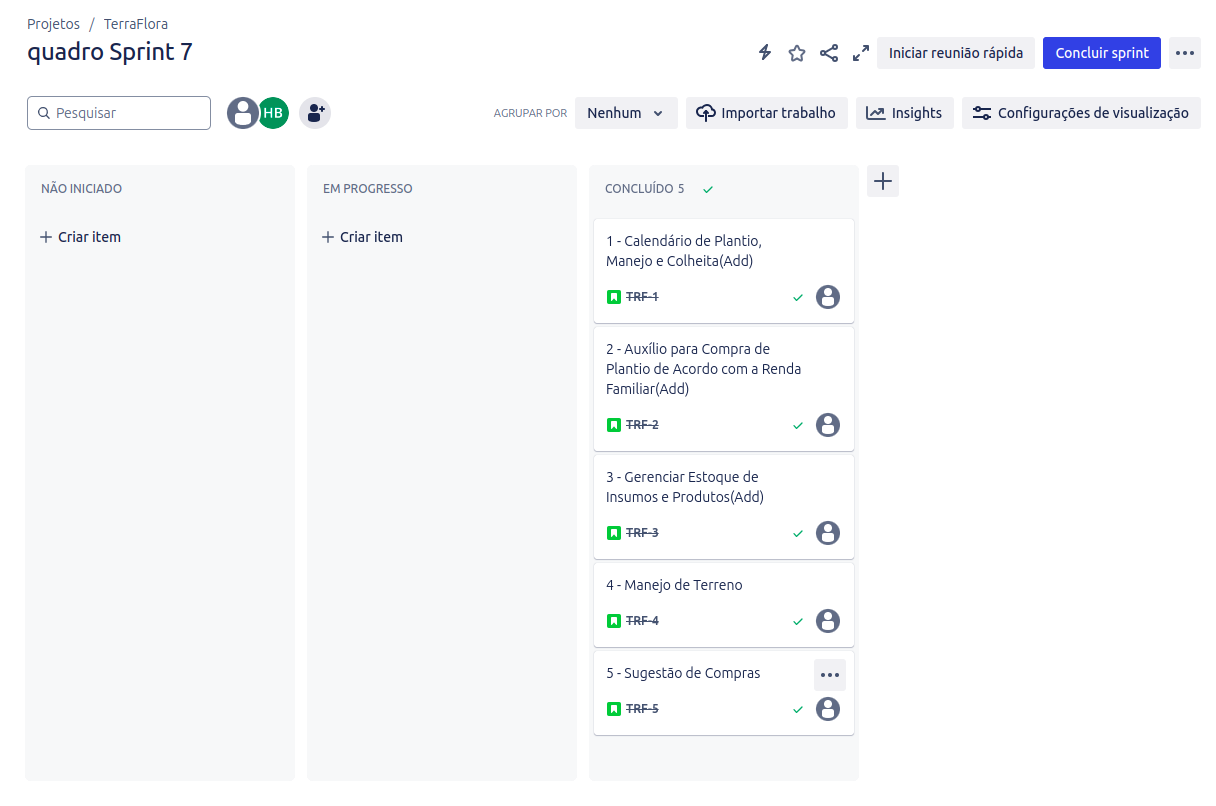 Projetos / TerraFlora
quadro Sprint 7
Iniciar reunião rápida
Concluir sprint
Pesquisar
HB
AGRUPAR POR
Nenhum
Importar trabalho
Insights
Configurações de visualização
NÃO INICIADO
+ Criar item
EM PROGRESSO
+ Criar item
CONCLUÍDO 5
1 - Calendário de Plantio,
Manejo e Colheita(Add)
TRF-1
2 - Auxílio para Compra de
Plantio de Acordo com a Renda
Familiar(Add)
TRF-2
3 - Gerenciar Estoque de
Insumos e Produtos(Add)
TRF-3
4 - Manejo de Terreno
TRF-4
5 - Sugestão de Compras
TRF-5